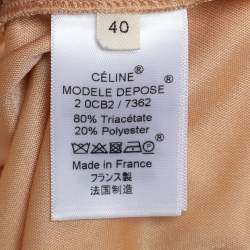 40
CÉLINE®
MODELE DEPOSE®
2 0CB2 / 7362
80% Triacétate
20% Polyester
Made in France
フランス製
法国制造